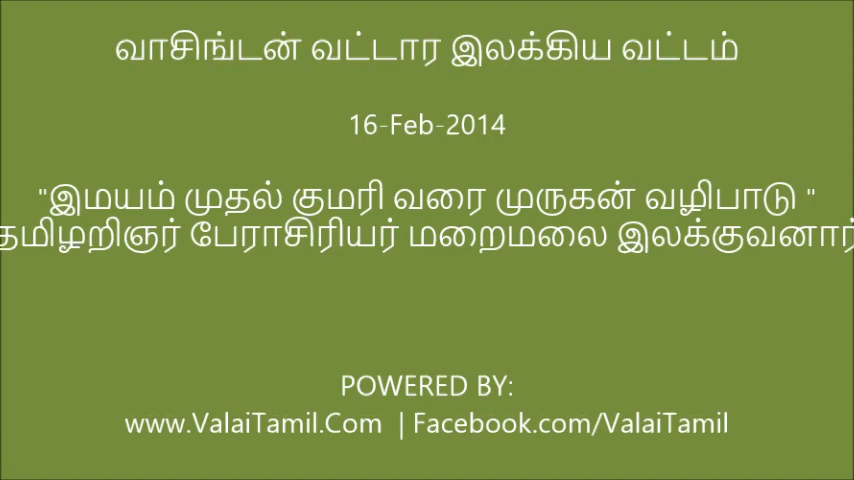 வாசிங்டன் வட்டார இலக்கிய வட்டம்
16-Feb-2014
"இமயம் முதல் குமரி வரை முருகன் வழிபாடு "
தமிழறிஞர் பேராசிரியர் மறைமலை இலக்குவனார்
POWERED BY:
www.ValaiTamil.Com | Facebook.com/ValaiTamil